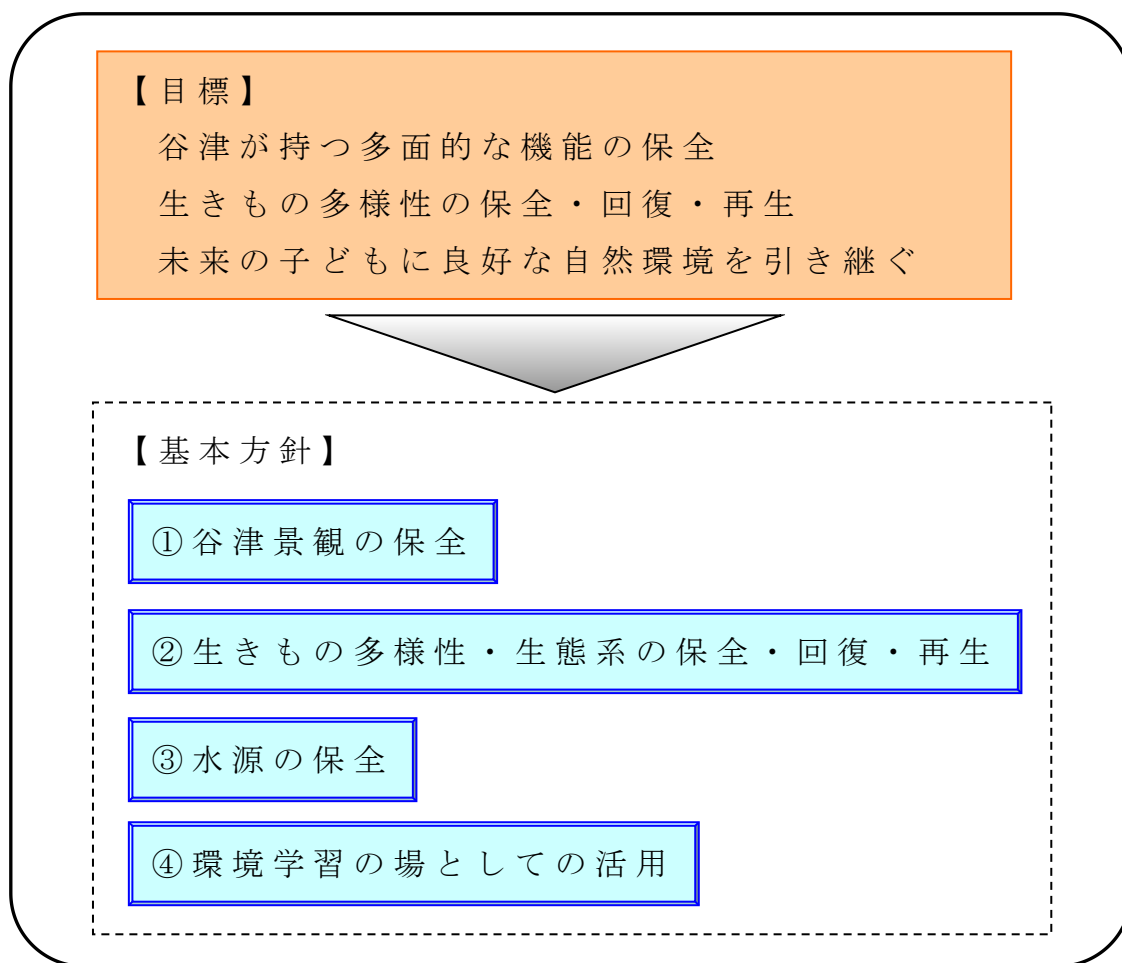 【目標】
谷津が持つ多面的な機能の保全
生きもの多様性の保全・回復・再生
未来の子どもに良好な自然環境を引き継ぐ
【基本方針】
①谷津景観の保全
②生きもの多様性・生態系の保全・回復・再生
③水源の保全
④環境学習の場としての活用